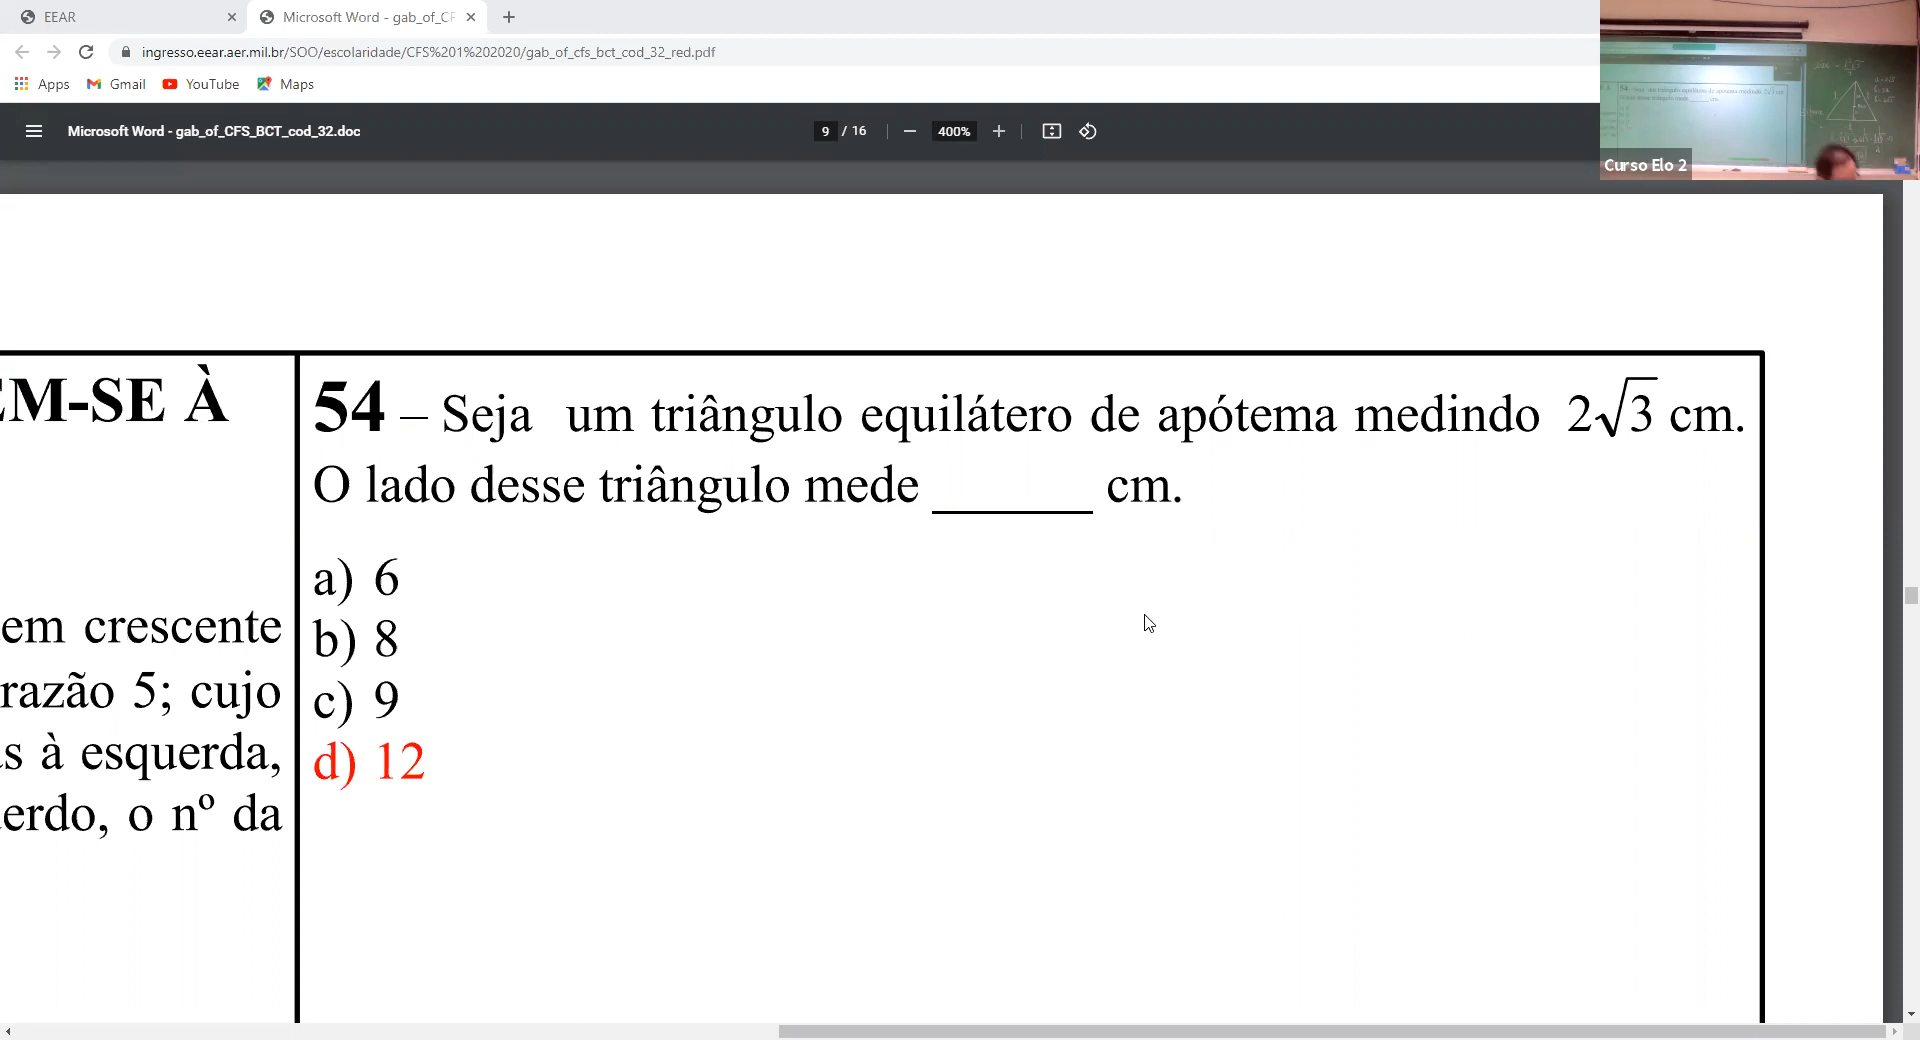 EEAR
Microsoft Word - gab_of_CF
ingresso.eear.aer.mil.br/SOO/escolaridade/CFS%201%202020/gab_of_cfs_bct_cod_32_red.pdf
Apps
Gmail
YouTube
Maps
Microsoft Word - gab_of_CFS_BCT_cod_32.doc
9 / 16
400%
Curso Elo 2
EM-SE À
em crescente
razão 5; cujo
s à esquerda,
erdo, o nº da
54 – Seja um triângulo equilátero de apótema medindo 2√3 cm.
O lado desse triângulo mede ______ cm.
a) 6
b) 8
c) 9
d) 12